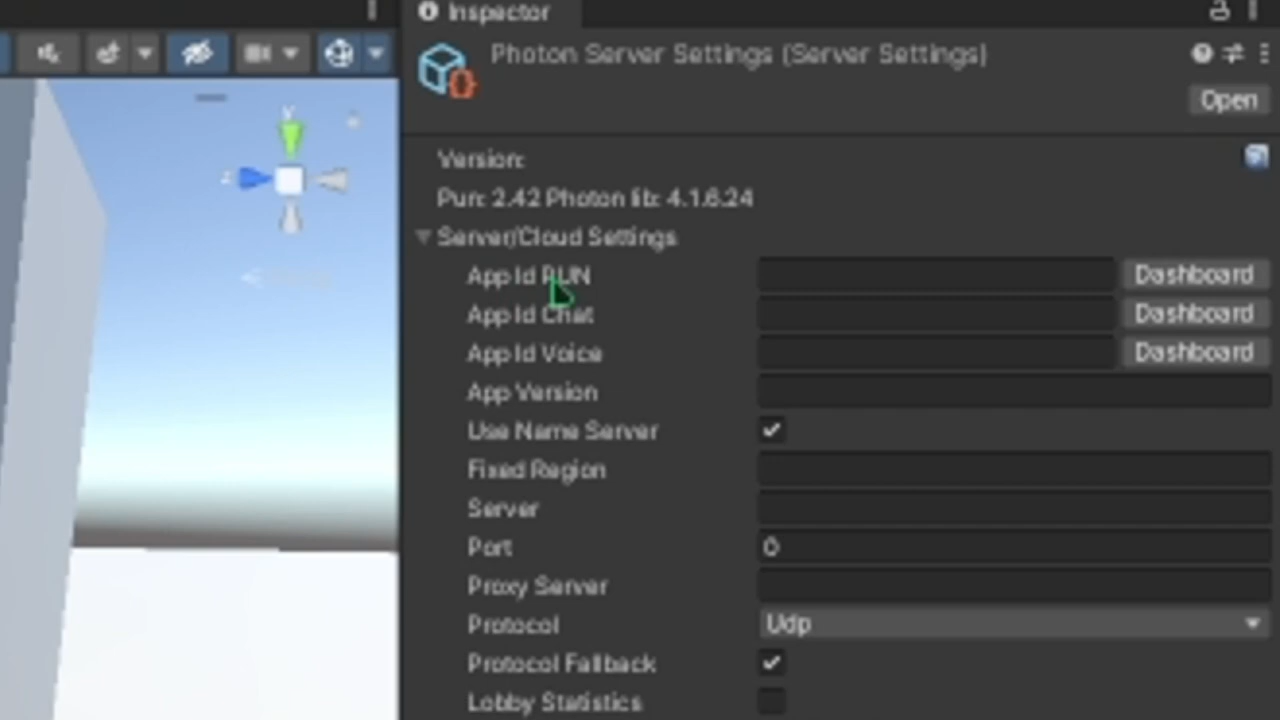 Inspector
Photon Server Settings (Server Settings)
Open
Version:
Pun: 2.42 Photon lib: 4.1.6.24
Server/Cloud Settings
App Id PUN
Dashboard
App Id Chat
Dashboard
App Id Voice
Dashboard
App Version
Use Name Server
Fixed Region
Server
Port 0
Proxy Server
Protocol Udp
Protocol Fallback
Lobby Statistics
y
z